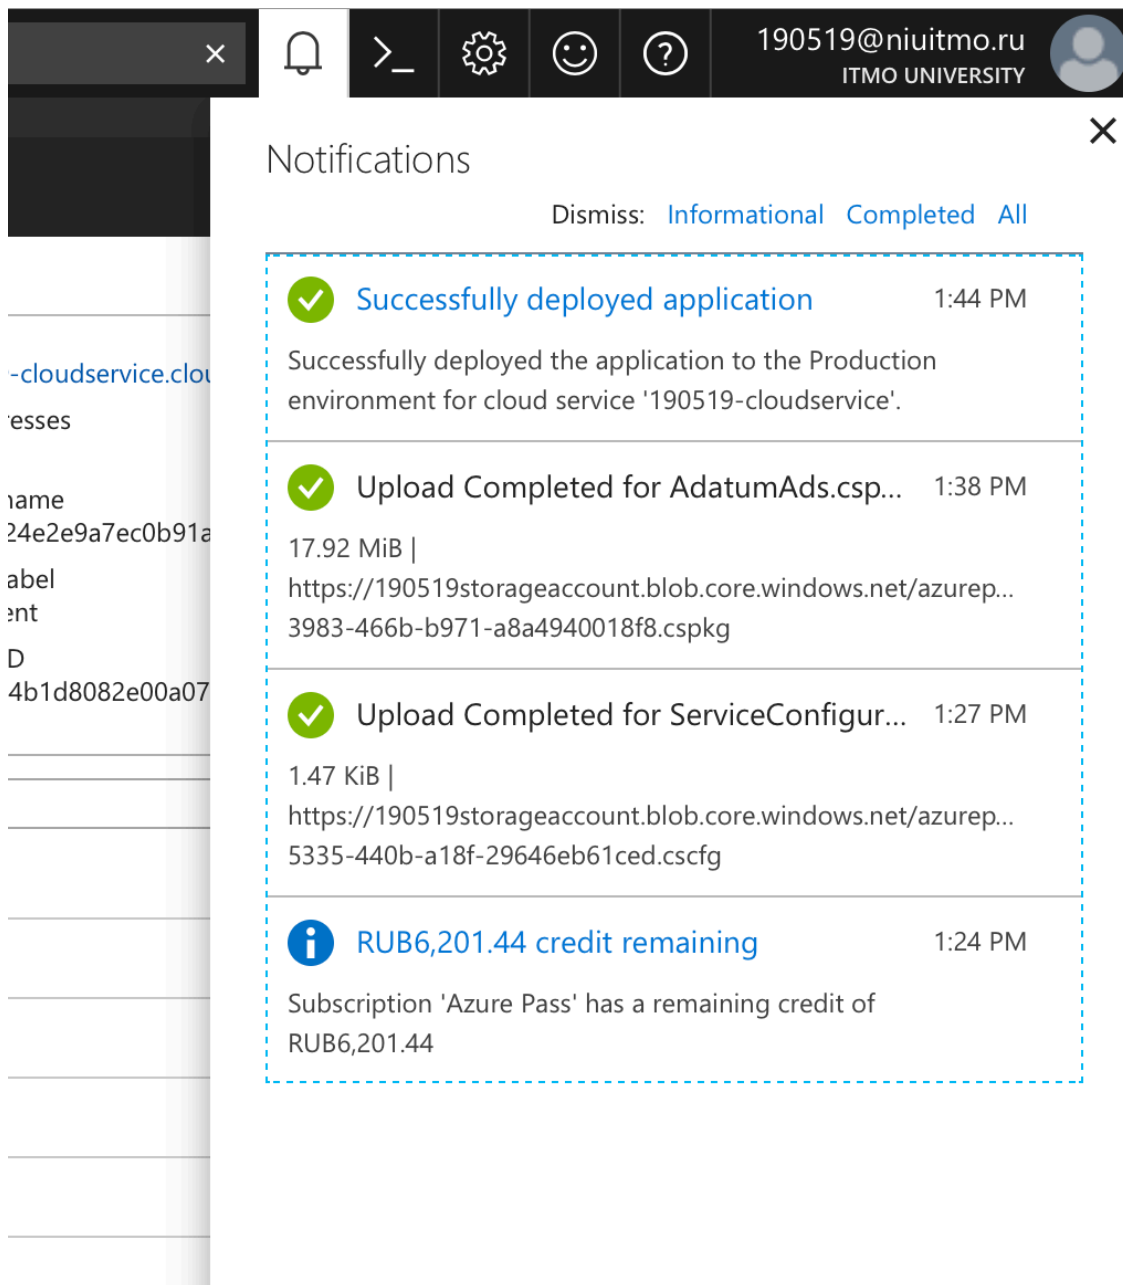 190519@niuitmo.ru
ITMO UNIVERSITY
Notifications
Dismiss: Informational Completed All
Successfully deployed application 1:44 PM
Successfully deployed the application to the Production
environment for cloud service '190519-cloudservice'.
Upload Completed for AdatumAds.csp... 1:38 PM
17.92 MiB |
https://190519storageaccount.blob.core.windows.net/azurep...
3983-466b-b971-a8a4940018f8.cspkg
Upload Completed for ServiceConfigur... 1:27 PM
1.47 KiB |
https://190519storageaccount.blob.core.windows.net/azurep...
5335-440b-a18f-29646eb61ced.cscfg
RUB6,201.44 credit remaining 1:24 PM
Subscription 'Azure Pass' has a remaining credit of
RUB6,201.44
-cloudservice.clou
resses
name
24e2e9a7ec0b91a
abel
ent
D
4b1d8082e00a07